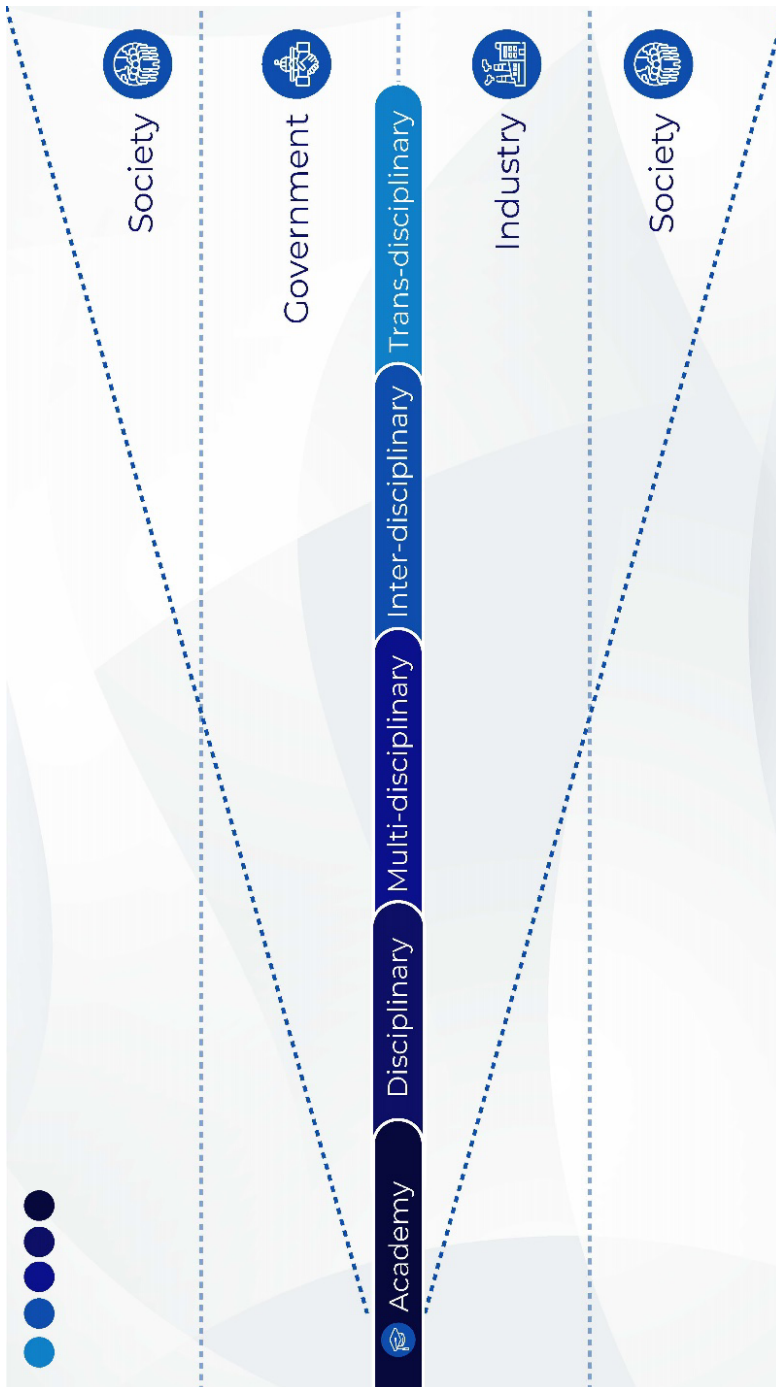 Society
Government
Academy
Disciplinary
Multi-disciplinary
Inter-disciplinary
Trans-disciplinary
Industry
Society